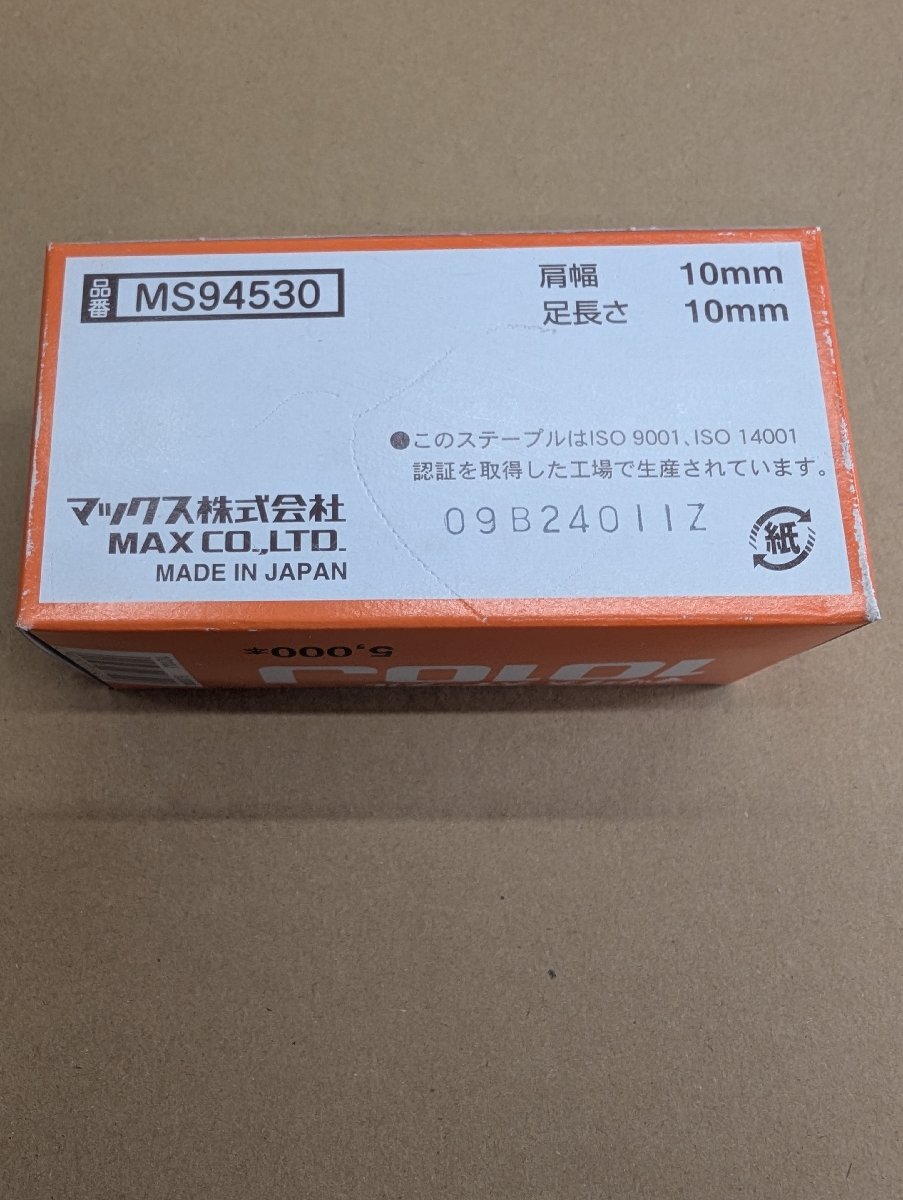 品番 MS94530
肩幅 10mm
足長さ 10mm
●このステープルはISO 9001、ISO 14001
認証を取得した工場で生産されています。
マックス株式会社
MAX CO.,LTD.
MADE IN JAPAN
09B24011Z
紙
5,000本
1010J